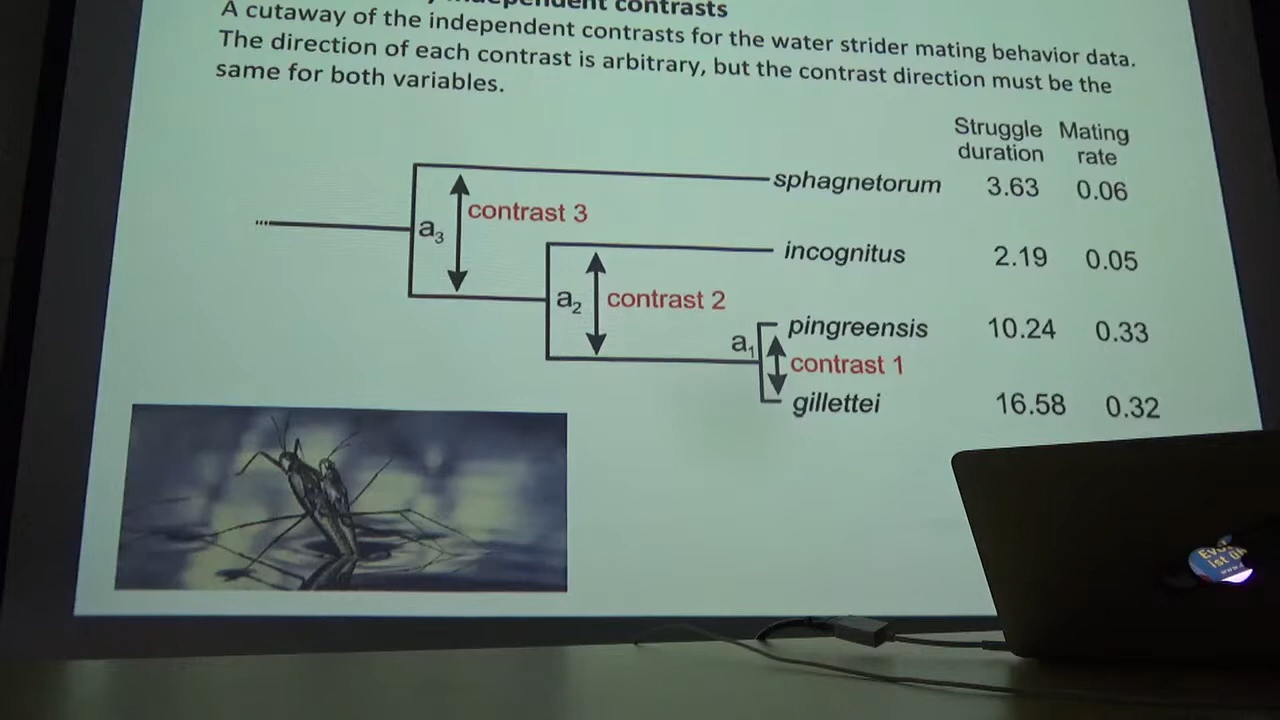 independent contrasts
A cutaway of the independent contrasts for the water strider mating behavior data.
The direction of each contrast is arbitrary, but the contrast direction must be the
same for both variables.
Struggle duration
Mating rate
sphagnetorum 3.63 0.06
contrast 3
a3
incognitus 2.19 0.05
a2
contrast 2
pingreensis 10.24 0.33
a1
contrast 1
gillettei 16.58 0.32